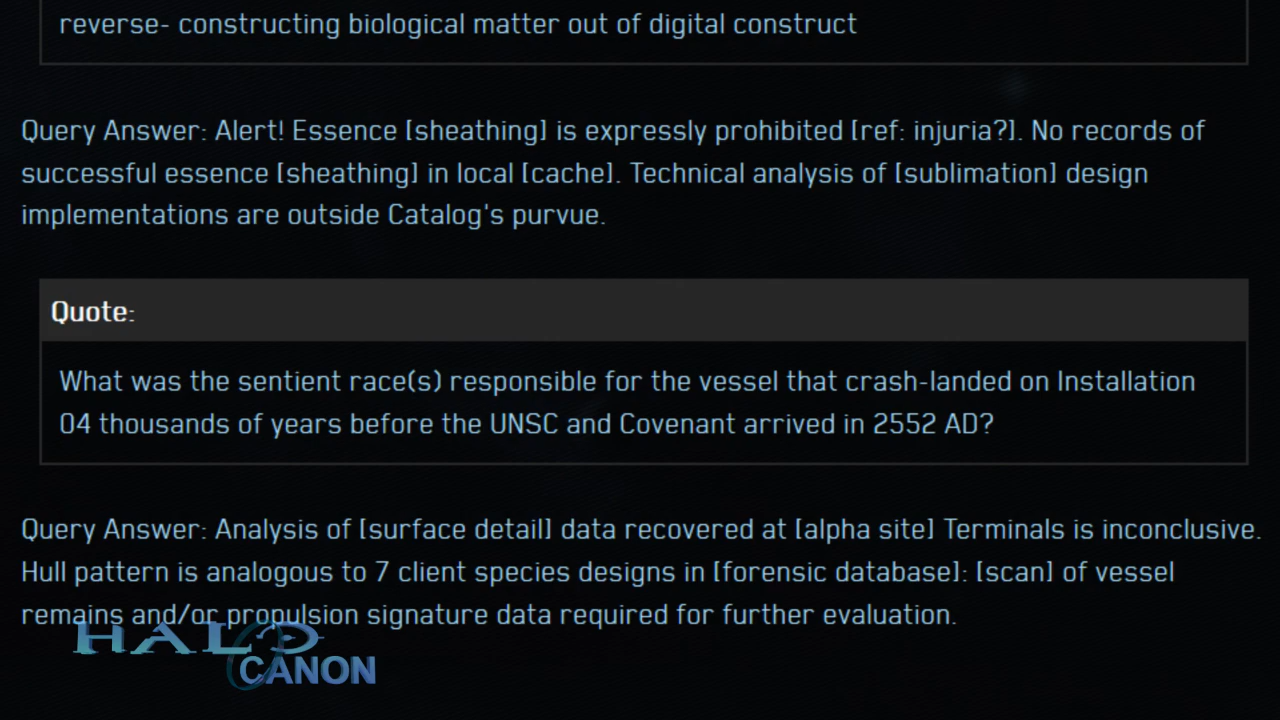 reverse- constructing biological matter out of digital construct
Query Answer: Alert! Essence [sheathing] is expressly prohibited [ref: injuria?]. No records of
successful essence [sheathing] in local [cache]. Technical analysis of [sublimation] design
implementations are outside Catalog's purvue.
Quote:
What was the sentient race(s) responsible for the vessel that crash-landed on Installation
04 thousands of years before the UNSC and Covenant arrived in 2552 AD?
Query Answer: Analysis of [surface detail] data recovered at [alpha site] Terminals is inconclusive.
Hull pattern is analogous to 7 client species designs in [forensic database]: [scan] of vessel
remains and/or propulsion signature data required for further evaluation.
HALO
CANON